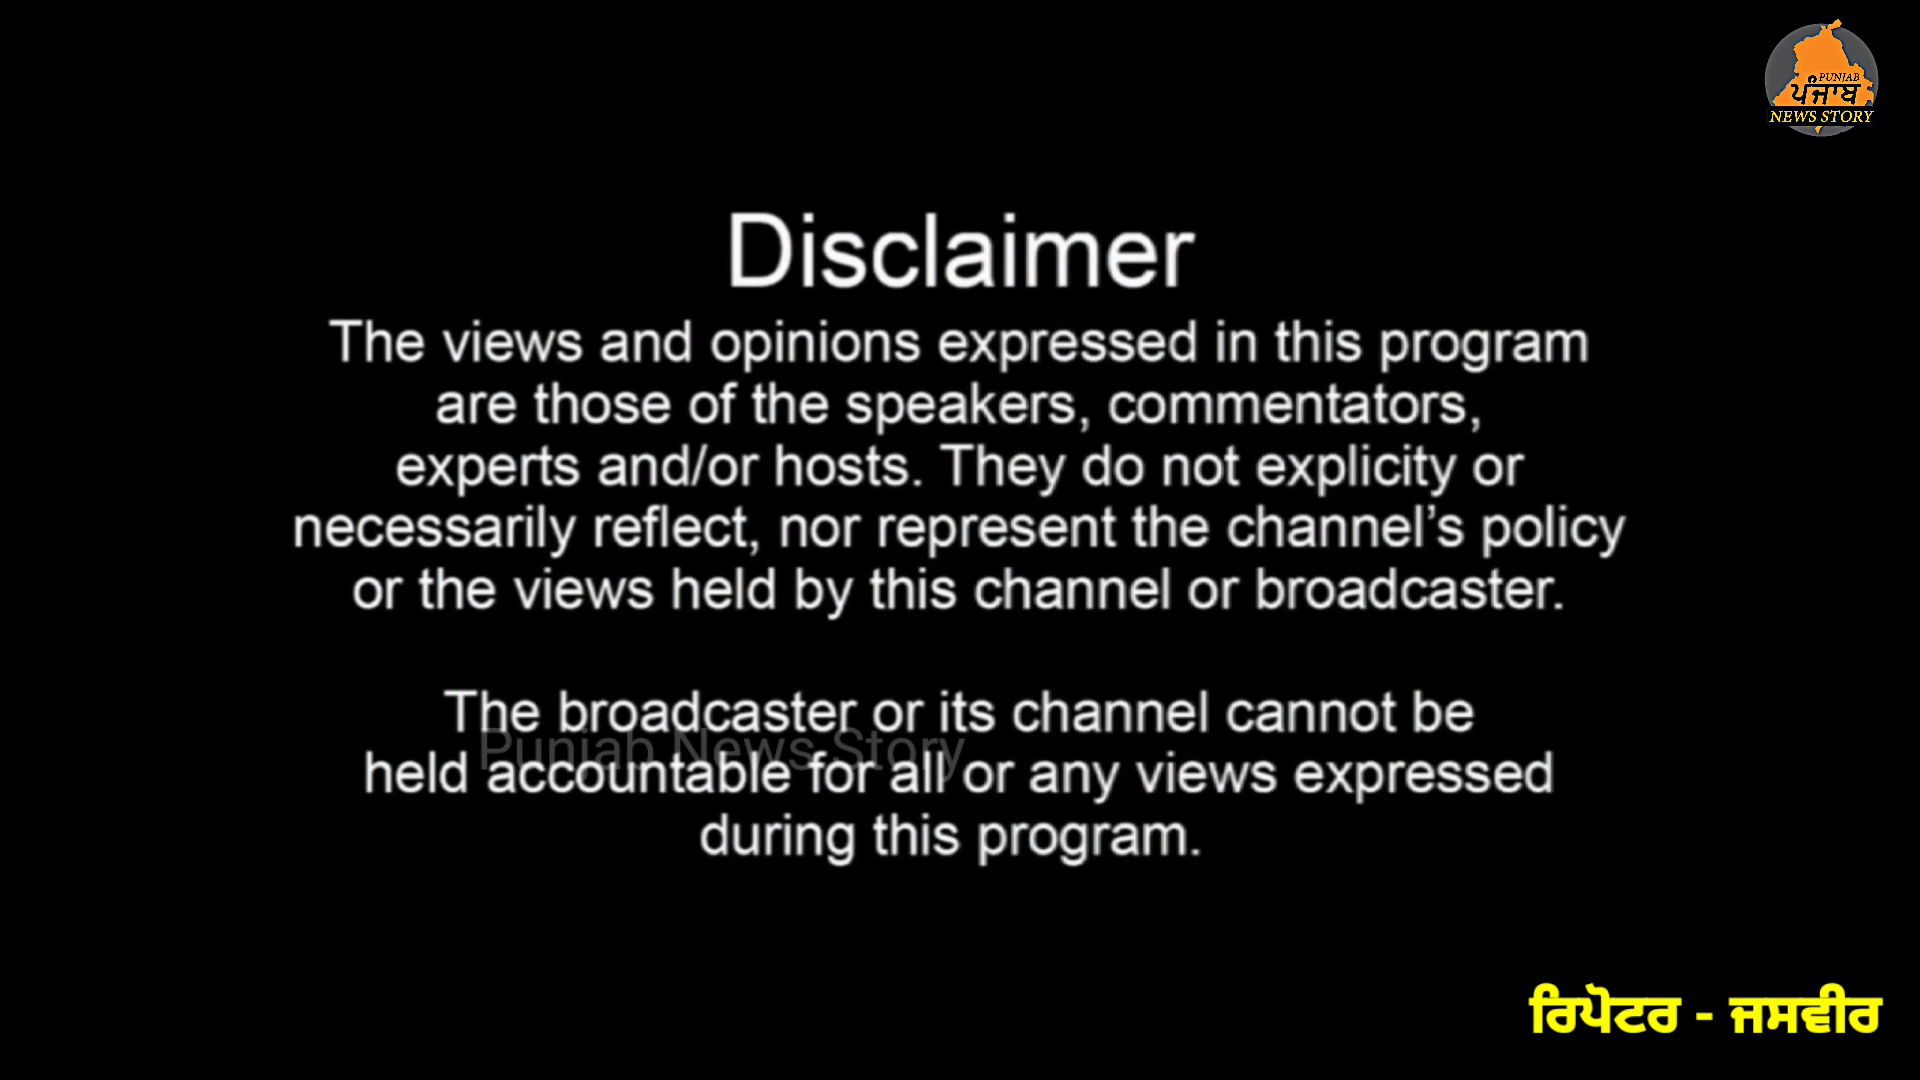 PUNJAB
ਪੰਜਾਬ
NEWS STORY
Disclaimer
The views and opinions expressed in this program
are those of the speakers, commentators,
experts and/or hosts. They do not explicity or
necessarily reflect, nor represent the channel’s policy
or the views held by this channel or broadcaster.
The broadcaster or its channel cannot be
Punjab News Story
held accountable for all or any views expressed
during this program.
ਰਿਪੋਟਰ - ਜਸਵੀਰ